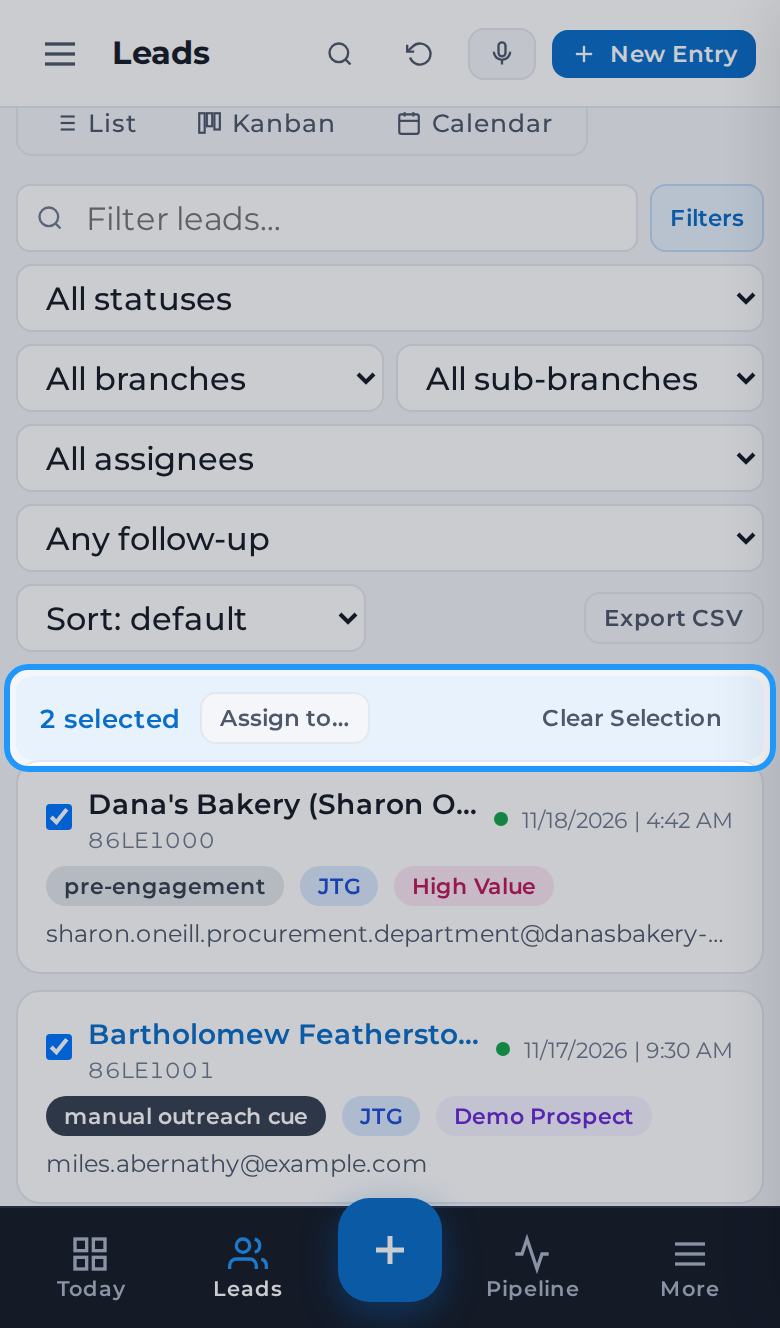 Leads
New Entry
List Kanban Calendar
Filter leads...
Filters
All statuses
All branches
All sub-branches
All assignees
Any follow-up
Sort: default
Export CSV
2 selected
Assign to...
Clear Selection
Dana's Bakery (Sharon O...
11/18/2026 | 4:42 AM
86LE1000
pre-engagement JTG High Value
sharon.oneill.procurement.department@danasbakery-...
Bartholomew Feathersto...
11/17/2026 | 9:30 AM
86LE1001
manual outreach cue JTG Demo Prospect
miles.abernathy@example.com
Today Leads Pipeline More